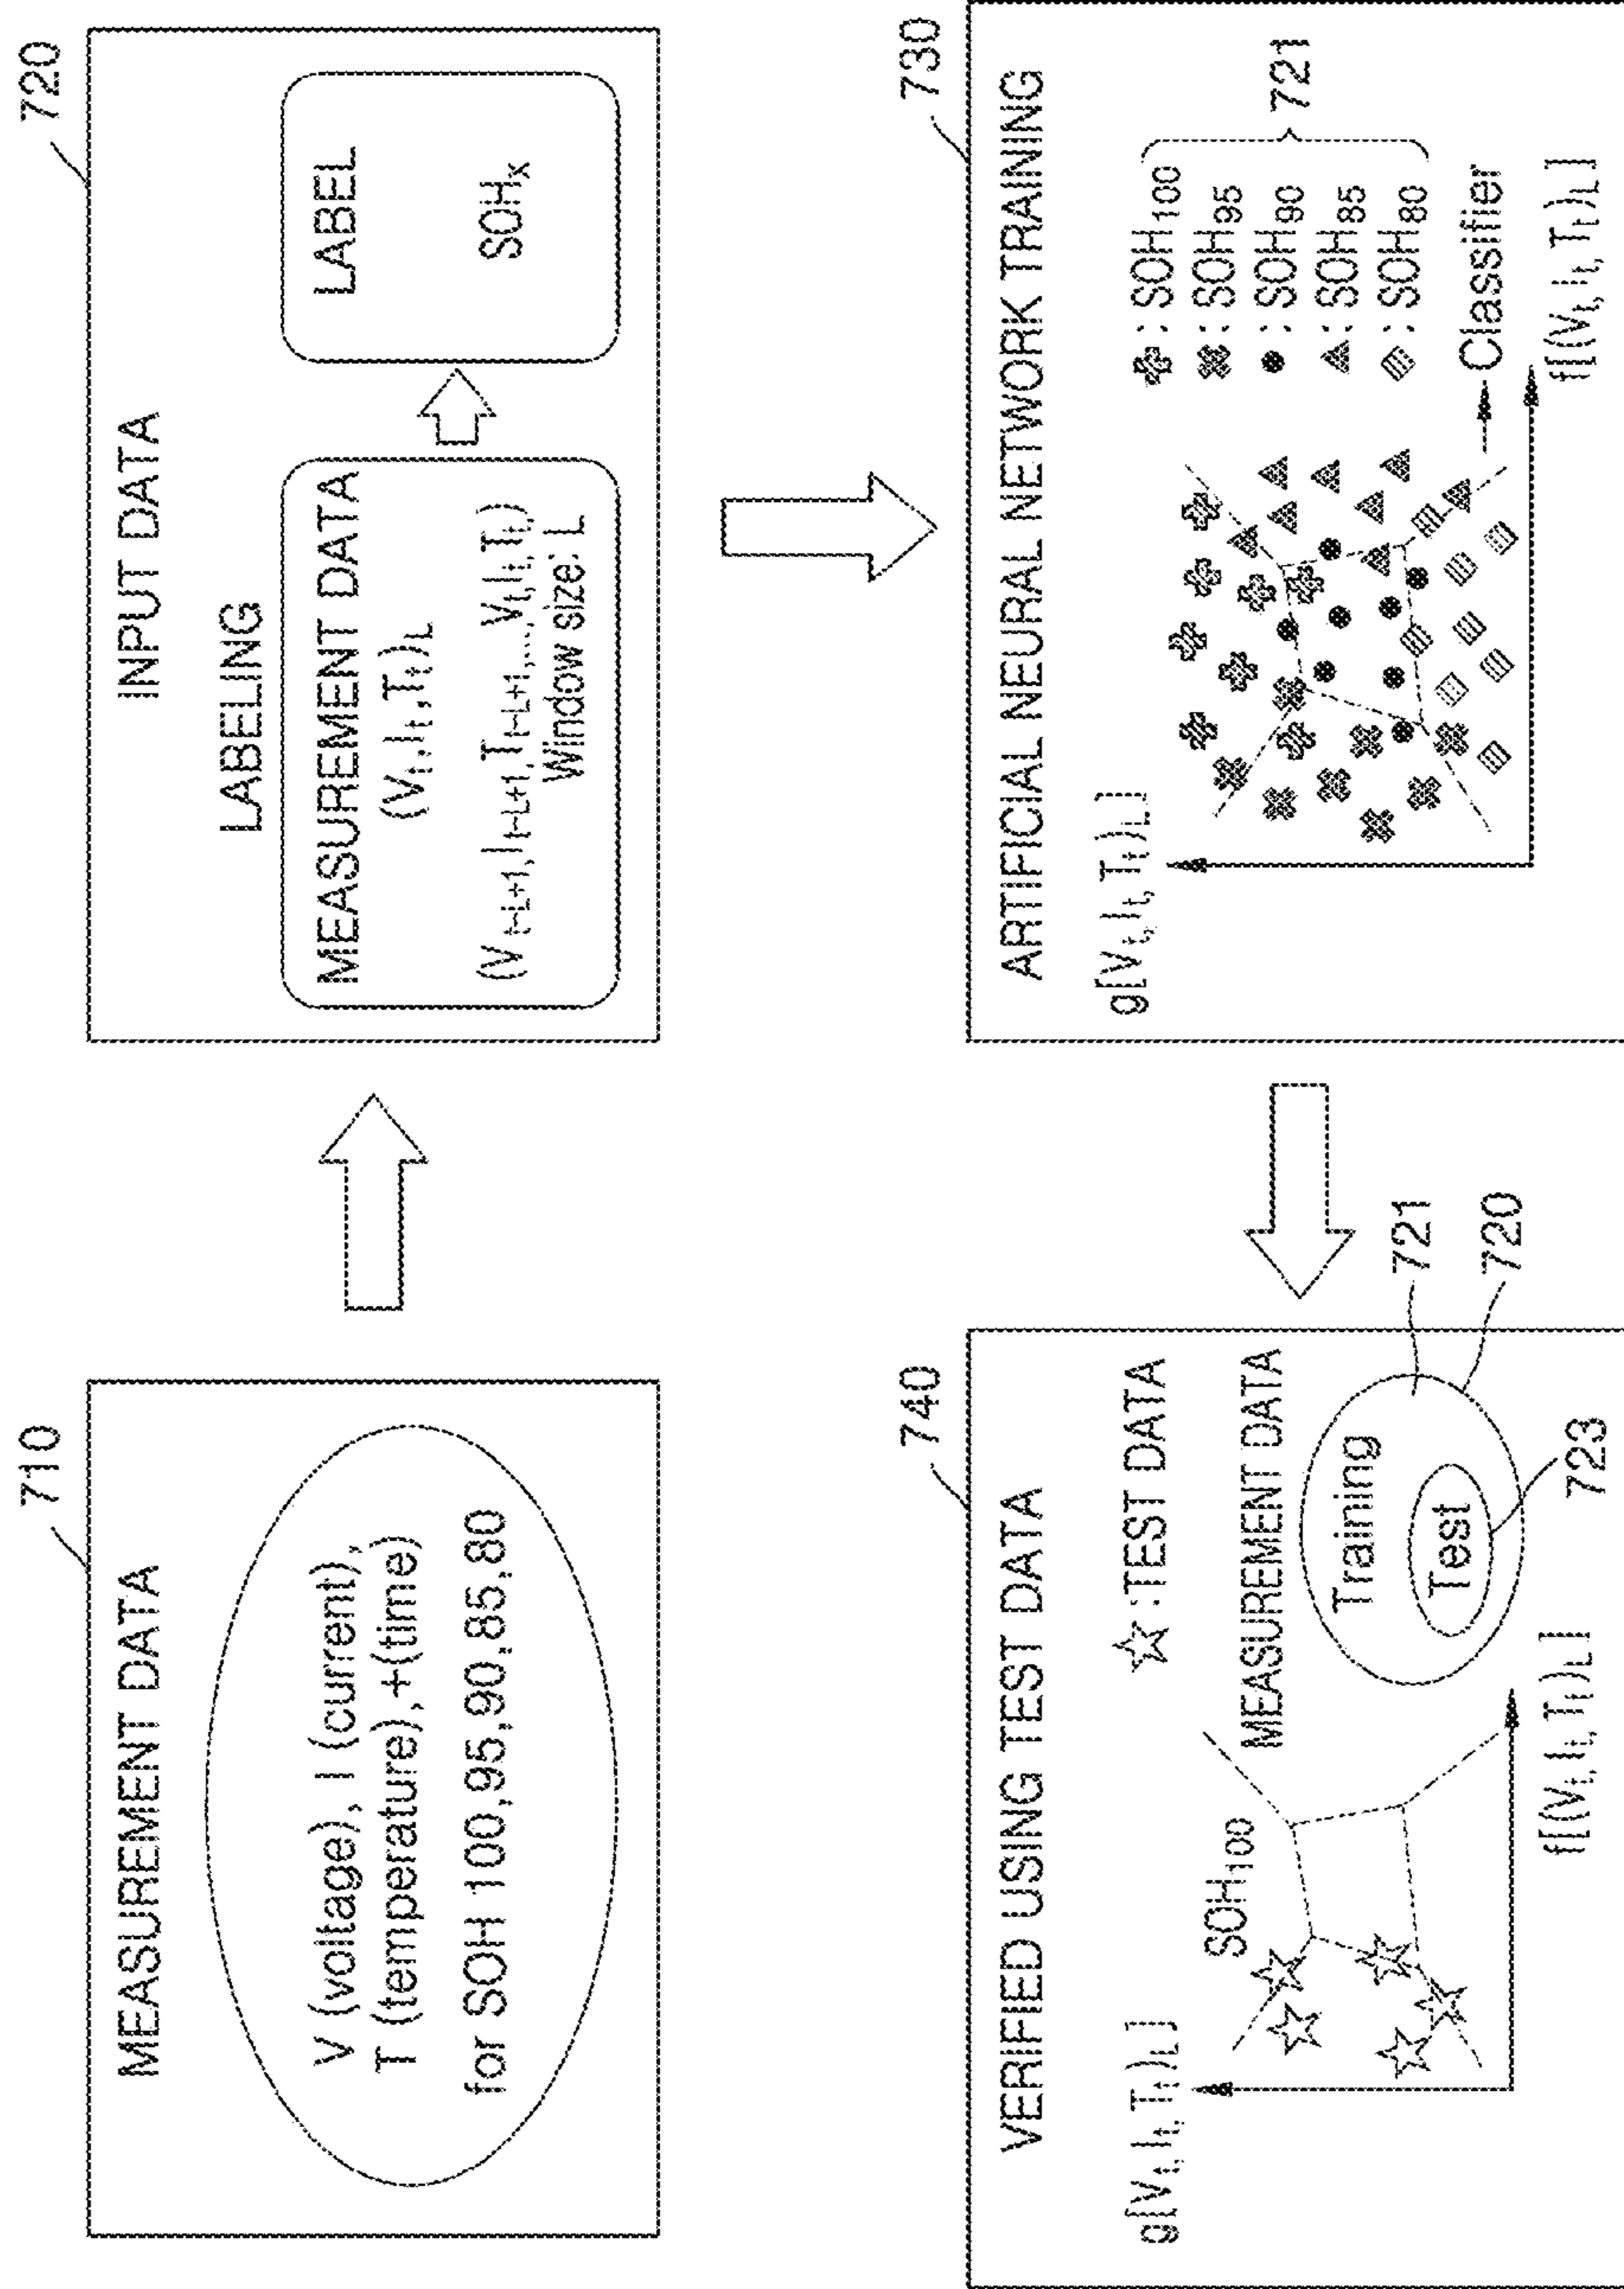 710
MEASUREMENT DATA
V (voltage), I (current),
T (temperature),+(time)
for SOH 100,95,90,85,80
720
INPUT DATA
LABELING
MEASUREMENT DATA
(Vt,It,Tt)L
(Vt-L+1,It-L+1,Tt-L+1,...,Vt,It,Tt)
Window size: L
LABEL
SOHx
730
ARTIFICIAL NEURAL NETWORK TRAINING
g[Vt,It,Tt)L]
: SOH100
: SOH95
: SOH90
: SOH85
: SOH80
721
Classifier
f[(Vt,It,Tt)L]
740
VERIFIED USING TEST DATA
g[Vt,It,Tt)L]
:TEST DATA
SOH100
MEASUREMENT DATA
Training
Test
721
720
723
f[(Vt,It,Tt)L]